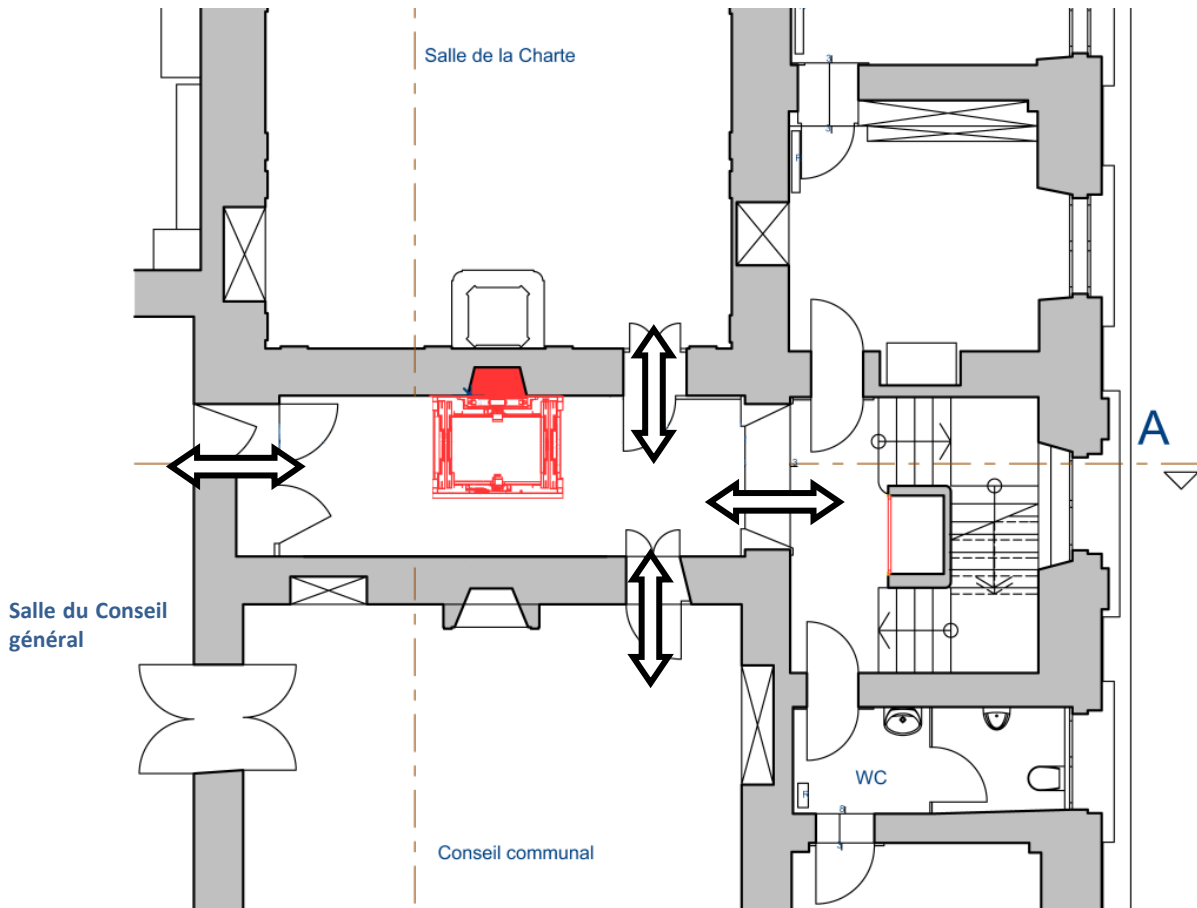 Salle de la Charte
A
Salle du Conseil
général
WC
Conseil communal